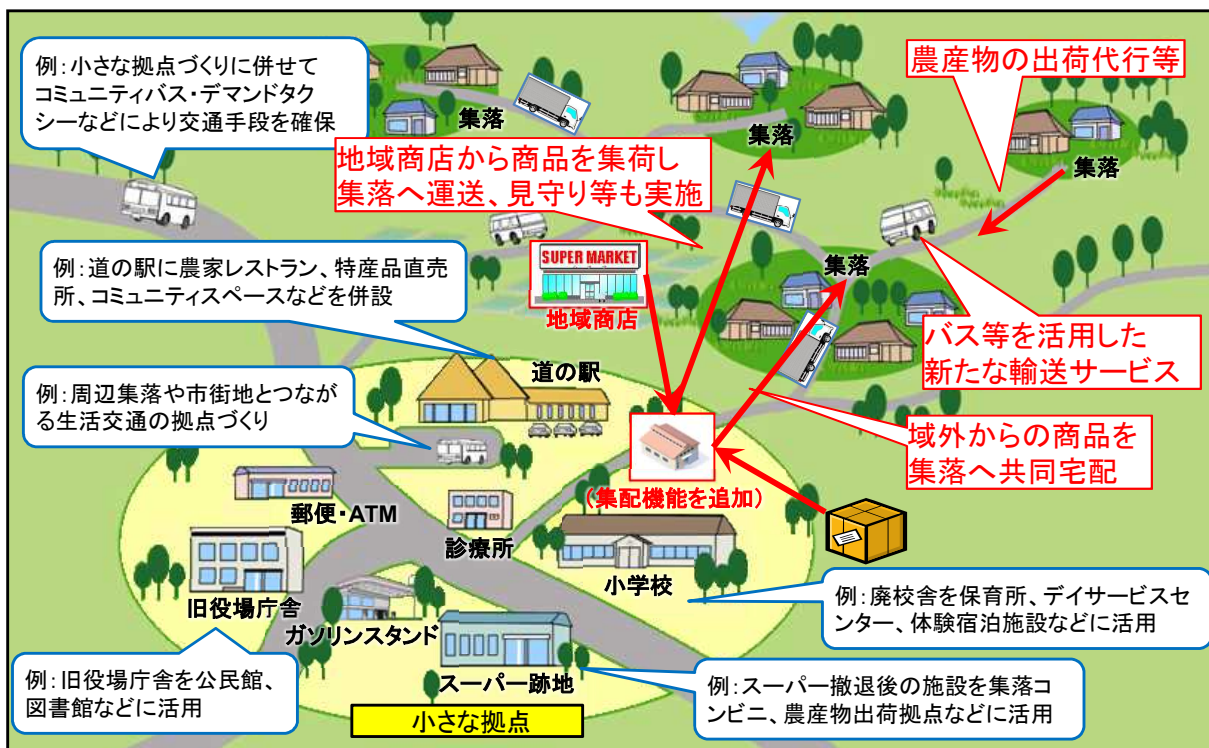 例：小さな拠点づくりに併せて
コミュニティバス・デマンドタク
シーなどにより交通手段を確保
集落
農産物の出荷代行等
集落
集落
地域商店から商品を集荷し
集落へ運送、見守り等も実施
例：道の駅に農家レストラン、特産品直売
所、コミュニティスペースなどを併設
SUPER MARKET
地域商店
集落
バス等を活用した
新たな輸送サービス
道の駅
例：周辺集落や市街地とつなが
る生活交通の拠点づくり
域外からの商品を
集落へ共同宅配
（集配機能を追加）
郵便・ATM
診療所
小学校
旧役場庁舎
ガソリンスタンド
例：廃校舎を保育所、デイサービスセ
ンター、体験宿泊施設などに活用
例：旧役場庁舎を公民館、
図書館などに活用
スーパー跡地
例：スーパー撤退後の施設を集落コ
ンビニ、農産物出荷拠点などに活用
小さな拠点